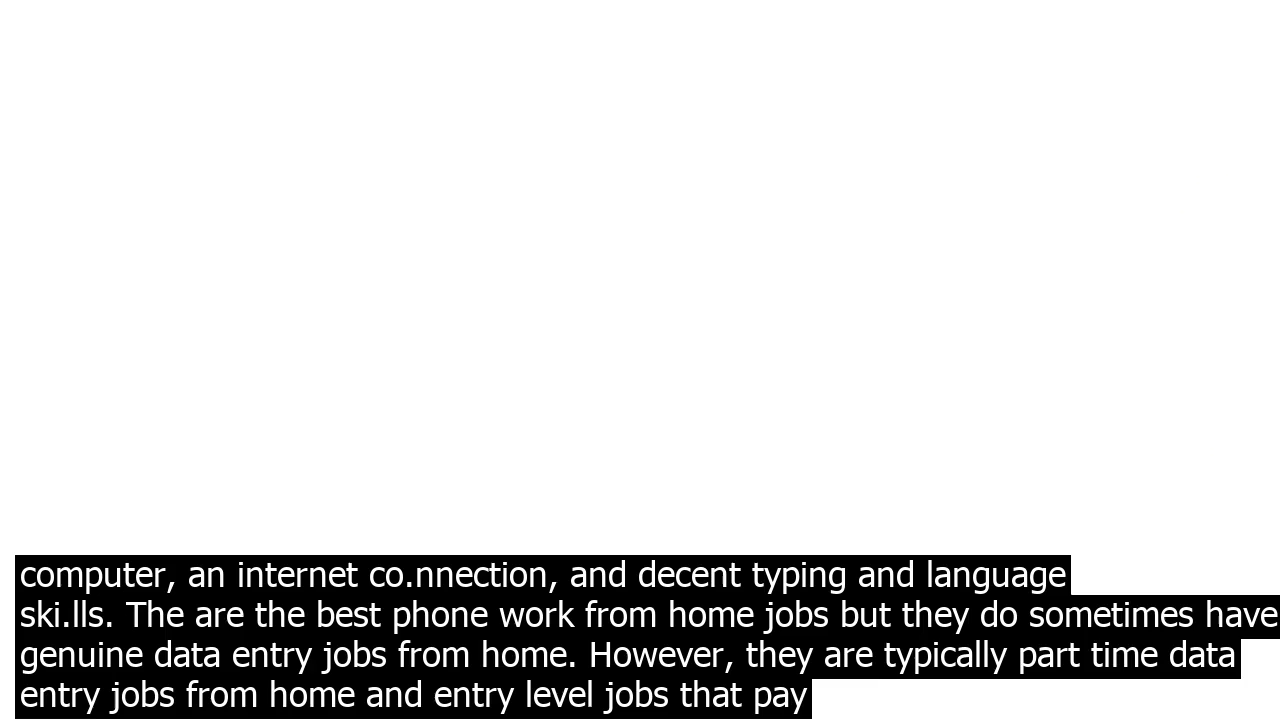 computer, an internet co.nnection, and decent typing and language
ski.lls. The are the best phone work from home jobs but they do sometimes have
genuine data entry jobs from home. However, they are typically part time data
entry jobs from home and entry level jobs that pay